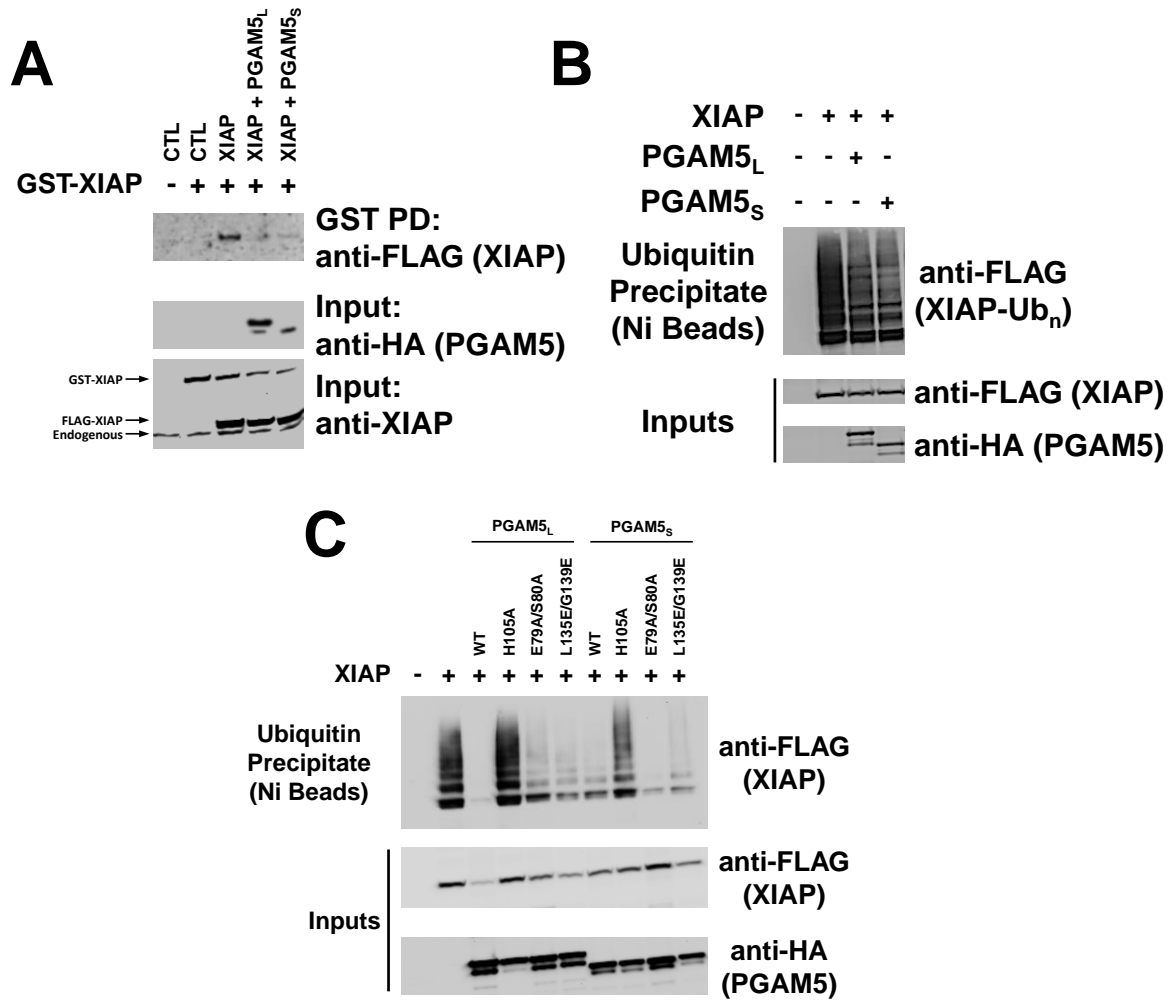 A
CTL
CTL
XIAP
XIAP + PGAM5L
XIAP + PGAM5S
GST-XIAP - + + + +
GST PD:
anti-FLAG (XIAP)
Input:
anti-HA (PGAM5)
GST-XIAP
FLAG-XIAP
Endogenous
Input:
anti-XIAP
B
XIAP - + + +
PGAM5L - - + -
PGAM5S - - - +
Ubiquitin
Precipitate
(Ni Beads)
anti-FLAG
(XIAP-Ubn)
Inputs
anti-FLAG (XIAP)
anti-HA (PGAM5)
C
PGAM5L
PGAM5S
WT
H105A
E79A/S80A
L135E/G139E
WT
H105A
E79A/S80A
L135E/G139E
XIAP - + + + + + + + + +
Ubiquitin
Precipitate
(Ni Beads)
anti-FLAG
(XIAP)
Inputs
anti-FLAG
(XIAP)
anti-HA
(PGAM5)